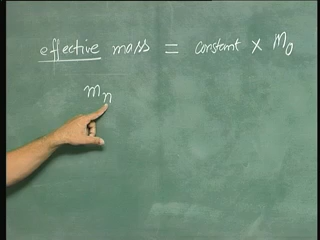 effective mass = constant × m₀
mₙ